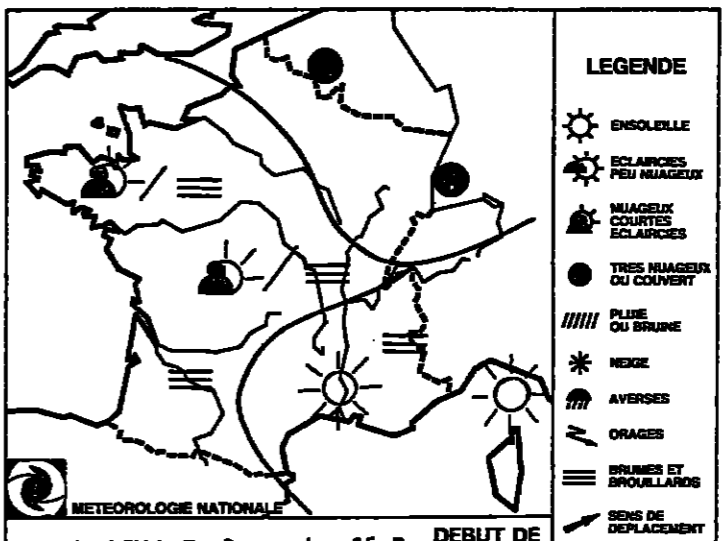 LEGENDE
ENSOLEILLE
ECLAIRCIES
PEU NUAGEUX
NUAGEUX
COURTES
ECLAIRCIES
TRES NUAGEUX
OU COUVERT
PLUIE
OU BRUINE
NEIGE
AVERSES
ORAGES
BRUMES ET
BROUILLARDS
SENS DE
DEPLACEMENT
METEOROLOGIE NATIONALE
DEBUT DE